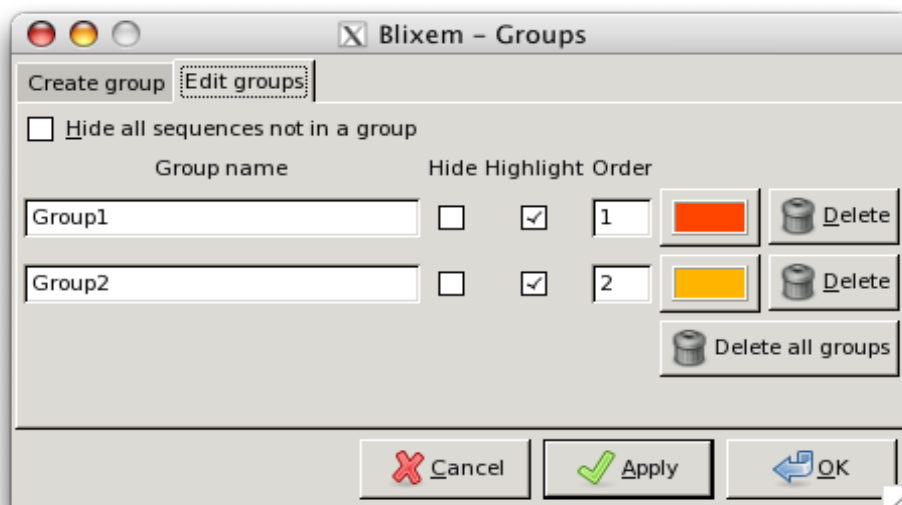 Blixem – Groups
Create group Edit groups
Hide all sequences not in a group
Group name Hide Highlight Order
Group1 1 Delete
Group2 2 Delete
Delete all groups
Cancel Apply OK